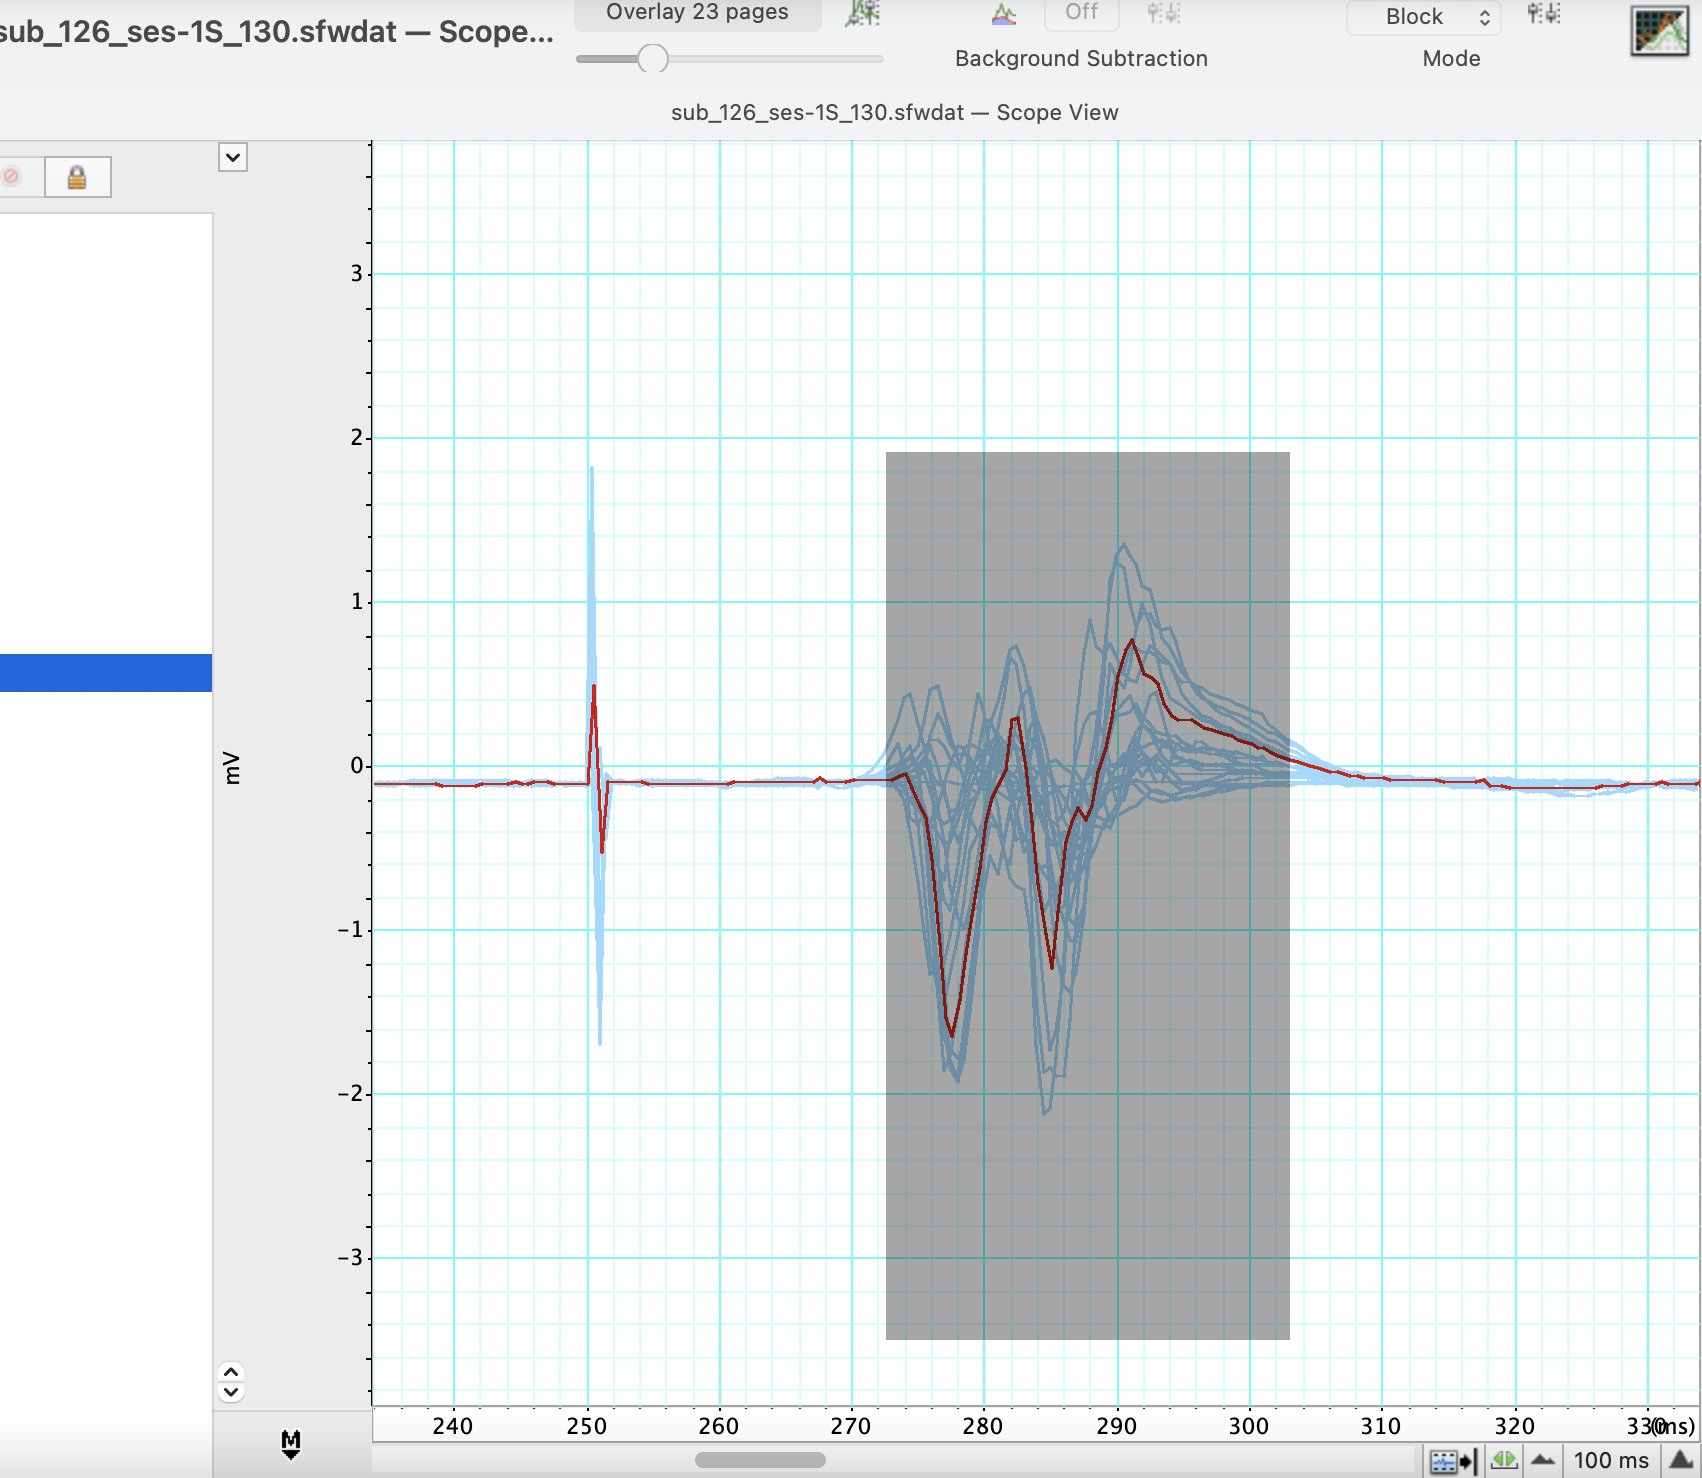 sub_126_ses-1S_130.sfwdat — Scope...
Overlay 23 pages
Off
Block
Background Subtraction
Mode
sub_126_ses-1S_130.sfwdat — Scope View
3
2
1
0
−1
−2
−3
mV
M
240 250 260 270 280 290 300 310 320 330 (ms)
100 ms